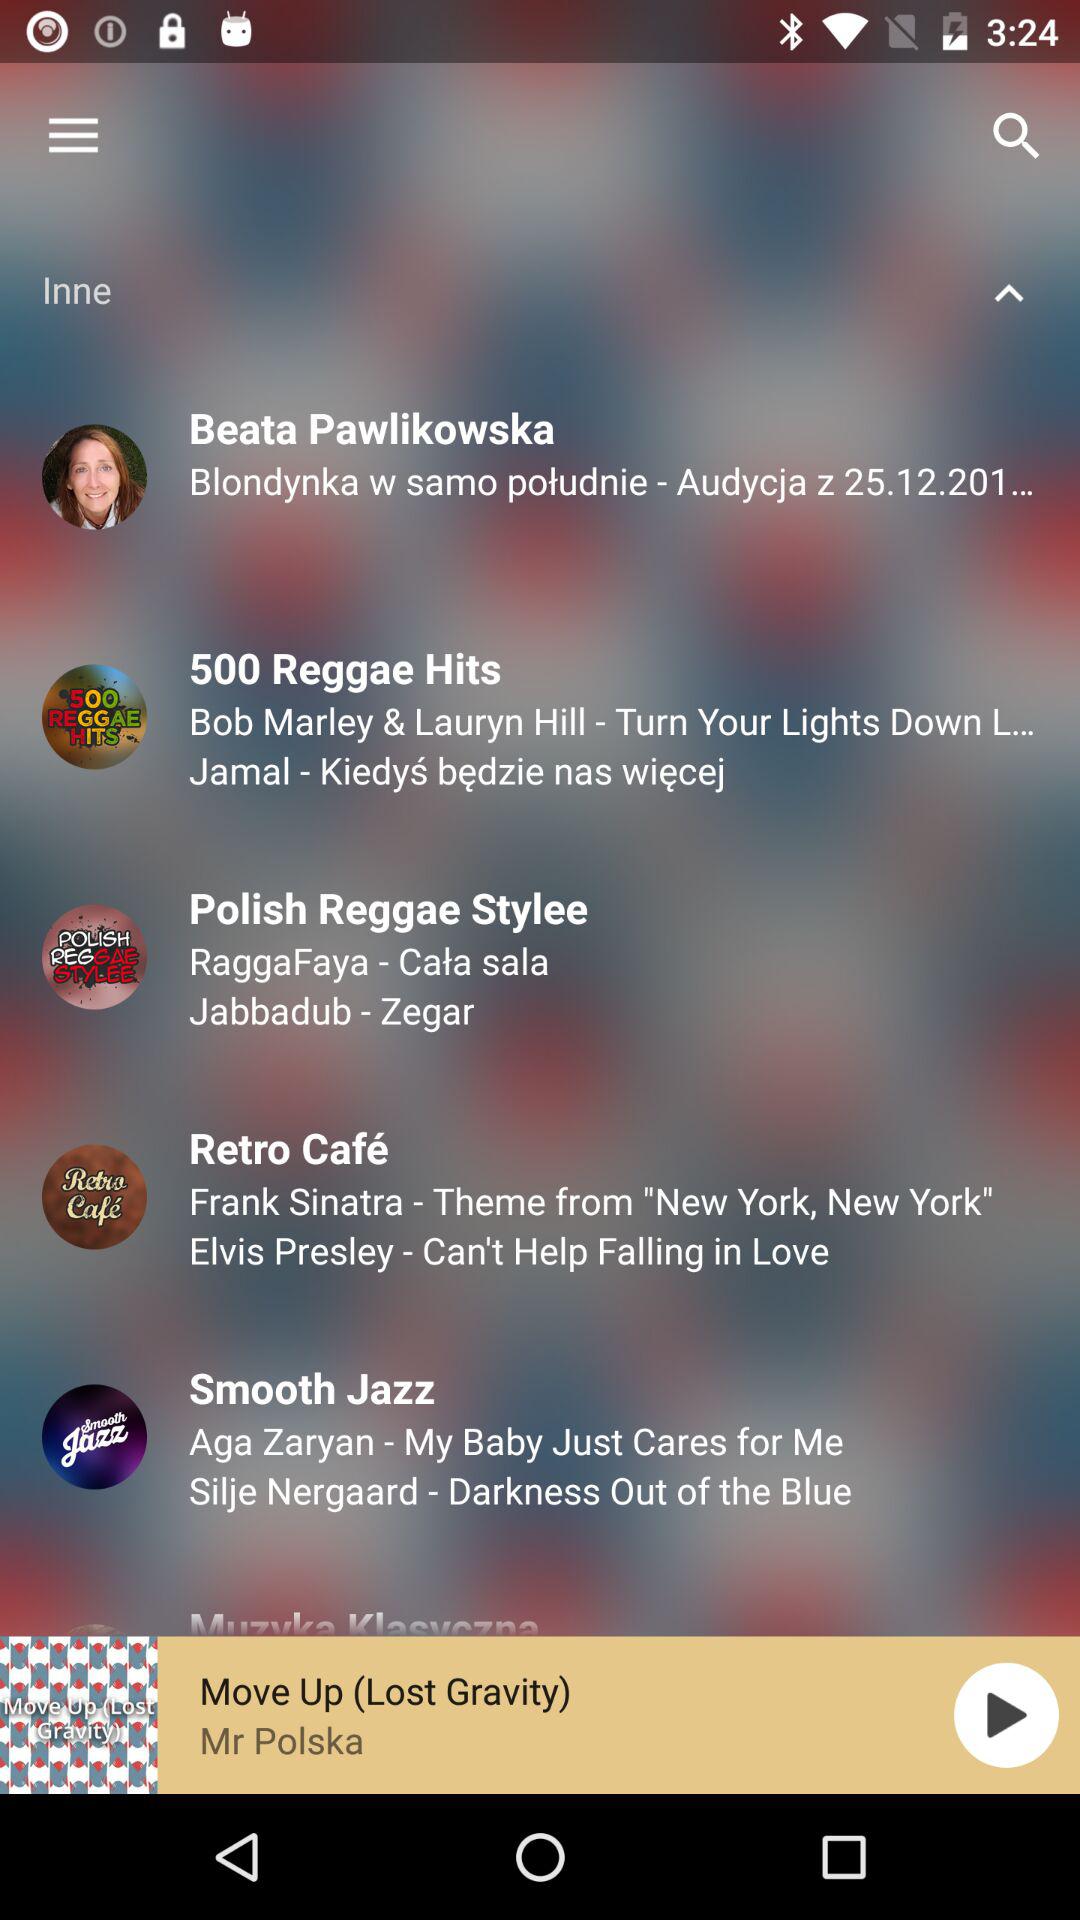 3:24
Inne
Beata Pawlikowska
Blondynka w samo południe - Audycja z 25.12.201...
500 REGGAE HITS
500 Reggae Hits
Bob Marley & Lauryn Hill - Turn Your Lights Down L...
Jamal - Kiedyś będzie nas więcej
POLISH REGGAE STYLEE
Polish Reggae Stylee
RaggaFaya - Cała sala
Jabbadub - Zegar
Retro Café
Retro Café
Frank Sinatra - Theme from "New York, New York"
Elvis Presley - Can't Help Falling in Love
Smooth Jazz
Smooth Jazz
Aga Zaryan - My Baby Just Cares for Me
Silje Nergaard - Darkness Out of the Blue
Muzyka Klasyczna
Move Up (Lost
Gravity)
Move Up (Lost Gravity)
Mr Polska